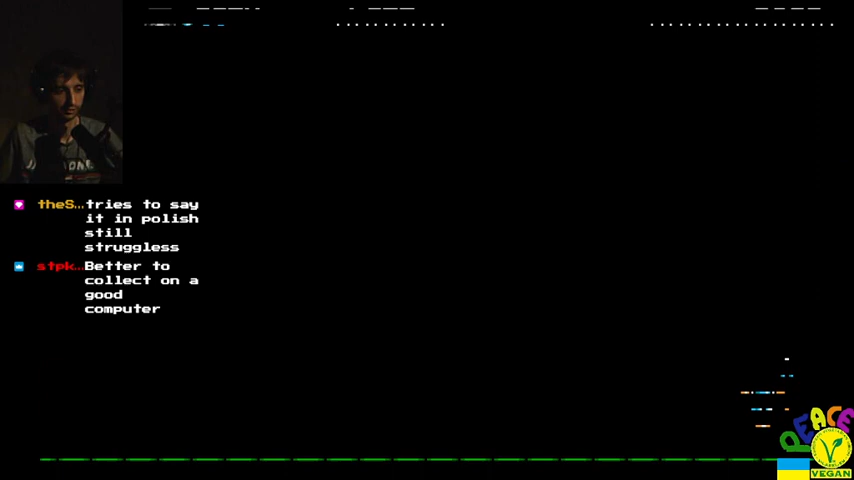 theS... tries to say
it in polish
still
struggless
stpk... Better to
collect on a
good
computer
PEACE
V
VEGAN